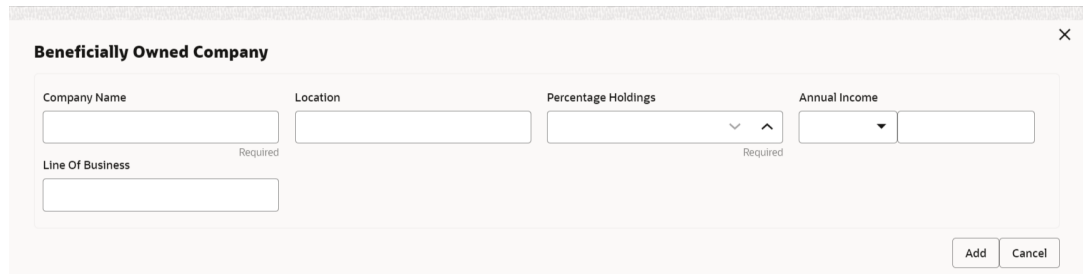 Beneficially Owned Company
Company Name Location Percentage Holdings Annual Income
Required Required
Line Of Business
Add Cancel